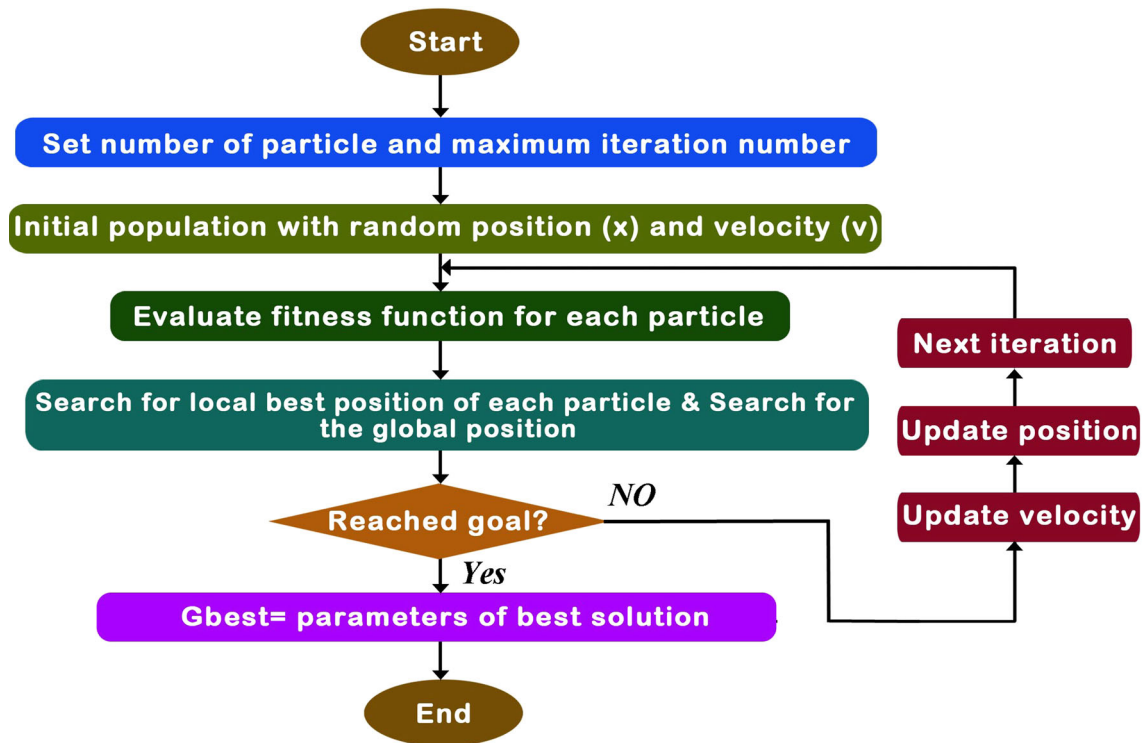 Start
Set number of particle and maximum iteration number
Initial population with random position (x) and velocity (v)
Evaluate fitness function for each particle
Search for local best position of each particle & Search for
the global position
Reached goal?
NO
Yes
Gbest= parameters of best solution
End
Update velocity
Update position
Next iteration